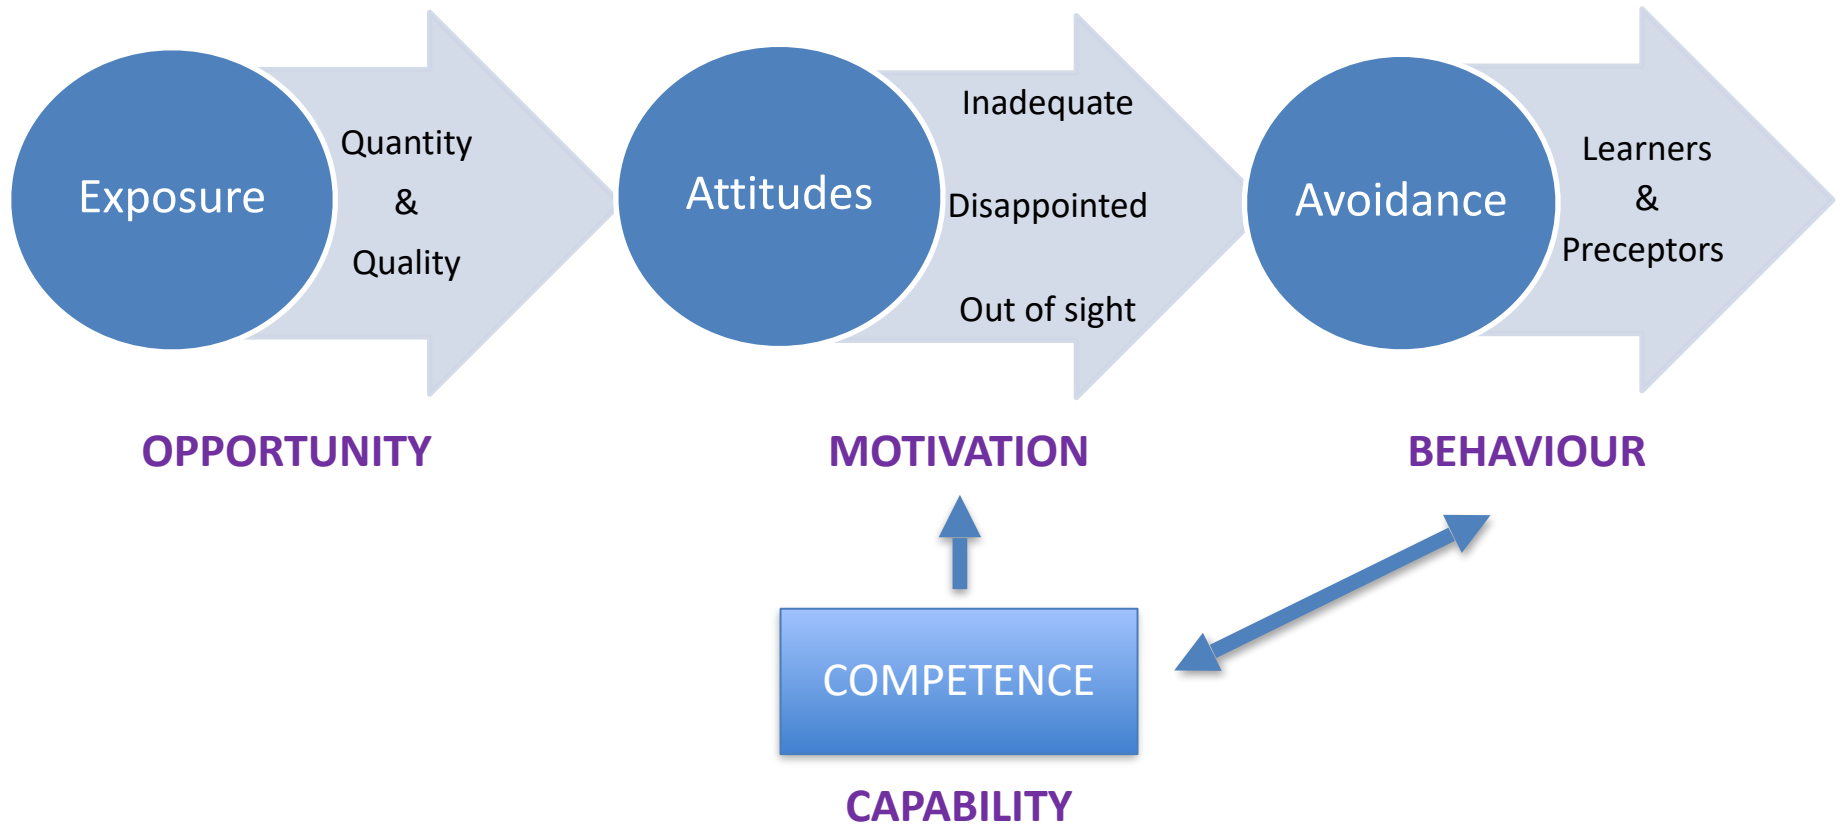 Exposure
Quantity
&
Quality
Attitudes
Inadequate
Disappointed
Out of sight
Avoidance
Learners
&
Preceptors
OPPORTUNITY
MOTIVATION
BEHAVIOUR
COMPETENCE
CAPABILITY